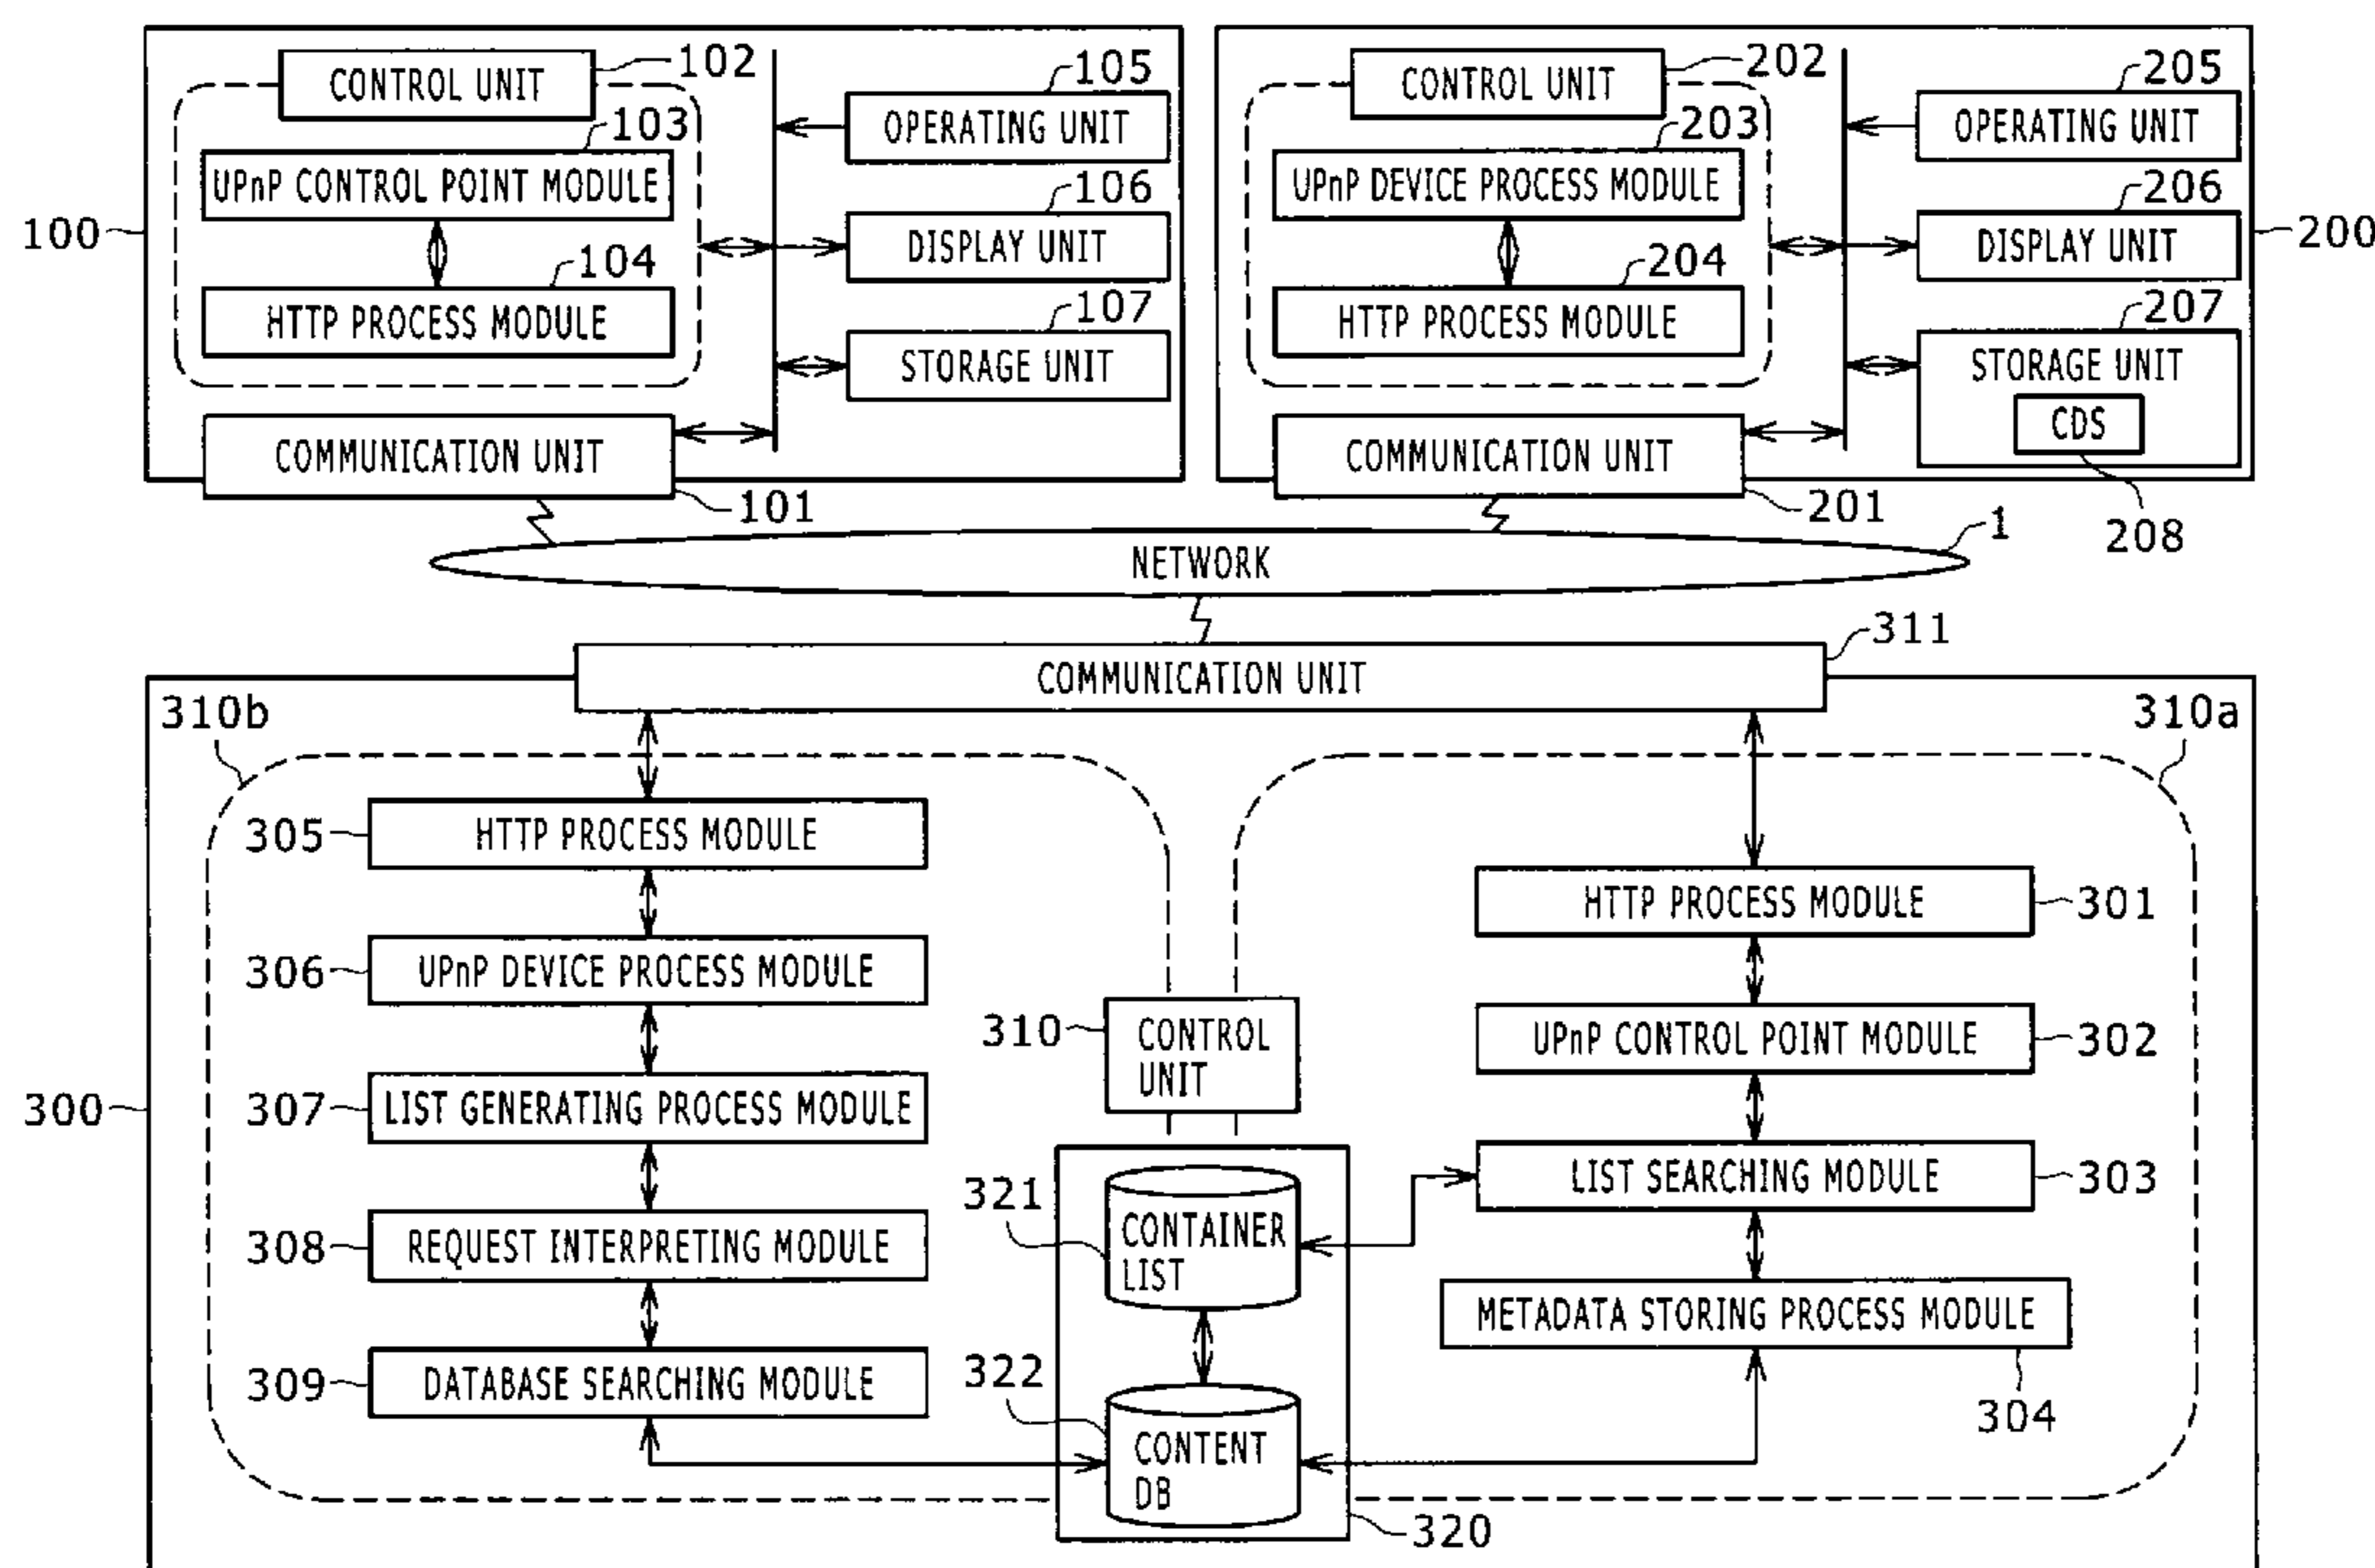 CONTROL UNIT
102
105
OPERATING UNIT
103
UPnP CONTROL POINT MODULE
106
100
DISPLAY UNIT
104
HTTP PROCESS MODULE
107
STORAGE UNIT
COMMUNICATION UNIT
101
CONTROL UNIT
202
205
OPERATING UNIT
203
UPnP DEVICE PROCESS MODULE
206
200
DISPLAY UNIT
204
HTTP PROCESS MODULE
207
STORAGE UNIT
CDS
COMMUNICATION UNIT
201
208
1
NETWORK
311
COMMUNICATION UNIT
310b
310a
305
HTTP PROCESS MODULE
306
UPnP DEVICE PROCESS MODULE
300
307
LIST GENERATING PROCESS MODULE
308
REQUEST INTERPRETING MODULE
309
DATABASE SEARCHING MODULE
310
CONTROL
UNIT
321
CONTAINER
LIST
322
CONTENT
DB
320
HTTP PROCESS MODULE
301
UPnP CONTROL POINT MODULE
302
LIST SEARCHING MODULE
303
METADATA STORING PROCESS MODULE
304